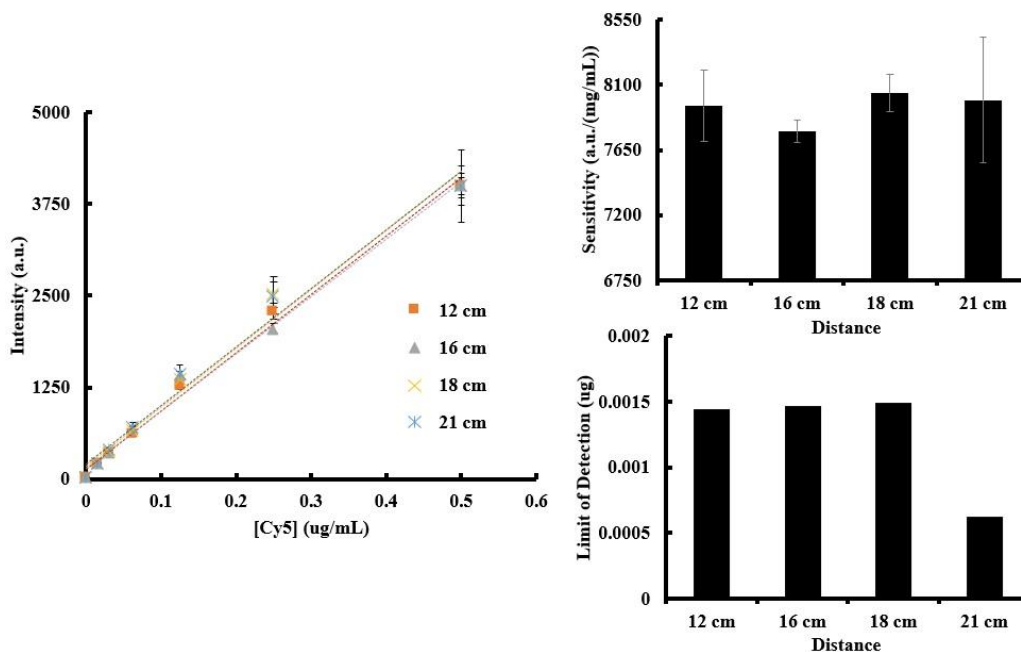 5000
3750
2500
1250
0
Intensity (a.u.)
0 0.1 0.2 0.3 0.4 0.5 0.6
[Cy5] (ug/mL)
12 cm
16 cm
18 cm
21 cm
8550
8100
7650
7200
6750
Sensitivity (a.u./(mg/mL))
12 cm 16 cm 18 cm 21 cm
Distance
0.002
0.0015
0.001
0.0005
0
Limit of Detection (ug)
12 cm 16 cm 18 cm 21 cm
Distance